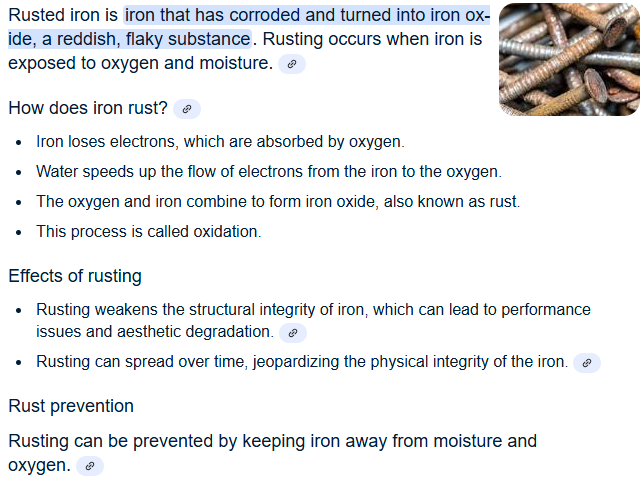 Rusted iron is iron that has corroded and turned into iron ox-
ide, a reddish, flaky substance. Rusting occurs when iron is
exposed to oxygen and moisture.
How does iron rust?
• Iron loses electrons, which are absorbed by oxygen.
• Water speeds up the flow of electrons from the iron to the oxygen.
• The oxygen and iron combine to form iron oxide, also known as rust.
• This process is called oxidation.
Effects of rusting
• Rusting weakens the structural integrity of iron, which can lead to performance
issues and aesthetic degradation.
• Rusting can spread over time, jeopardizing the physical integrity of the iron.
Rust prevention
Rusting can be prevented by keeping iron away from moisture and
oxygen.